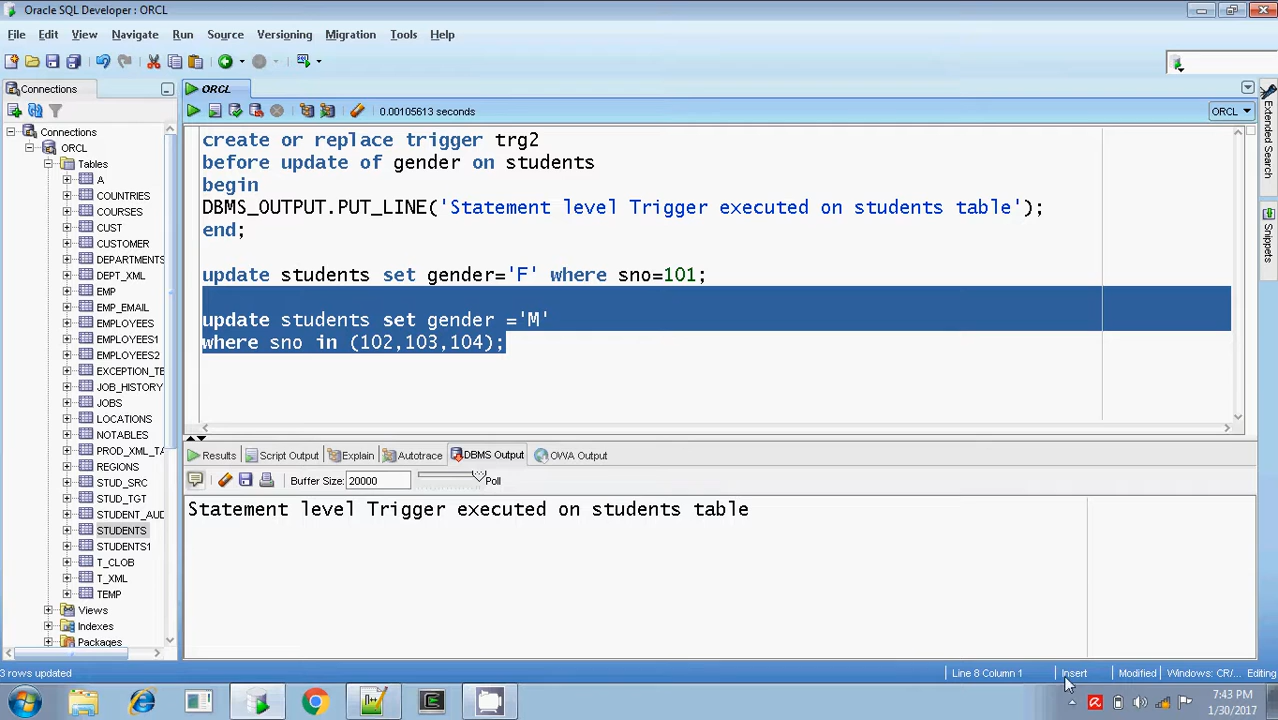 Oracle SQL Developer : ORCL
File Edit View Navigate Run Source Versioning Migration Tools Help
Connections
Connections
ORCL
Tables
A
COUNTRIES
COURSES
CUST
CUSTOMER
DEPARTMENTS
DEPT_XML
EMP
EMP_EMAIL
EMPLOYEES
EMPLOYEES1
EMPLOYEES2
EXCEPTION_TE
JOB_HISTORY
JOBS
LOCATIONS
NOTABLES
PROD_XML_TA
REGIONS
STUD_SRC
STUD_TGT
STUDENT_AUD
STUDENTS
STUDENTS1
T_CLOB
T_XML
TEMP
Views
Indexes
Packages
ORCL
0.00105613 seconds
ORCL
create or replace trigger trg2
before update of gender on students
begin
DBMS_OUTPUT.PUT_LINE('Statement level Trigger executed on students table');
end;
update students set gender='F' where sno=101;
update students set gender ='M'
where sno in (102,103,104);
Results Script Output Explain Autotrace DBMS Output OWA Output
Buffer Size: 20000 Poll
Statement level Trigger executed on students table
Extended Search
Snippets
3 rows updated Line 8 Column 1 Insert Modified Windows: CR/... Editing
7:43 PM
1/30/2017